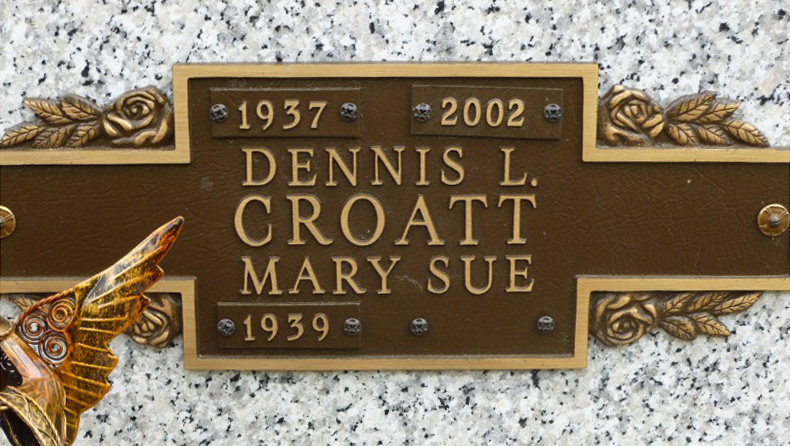 1937 2002
DENNIS L.
CROATT
MARY SUE
1939